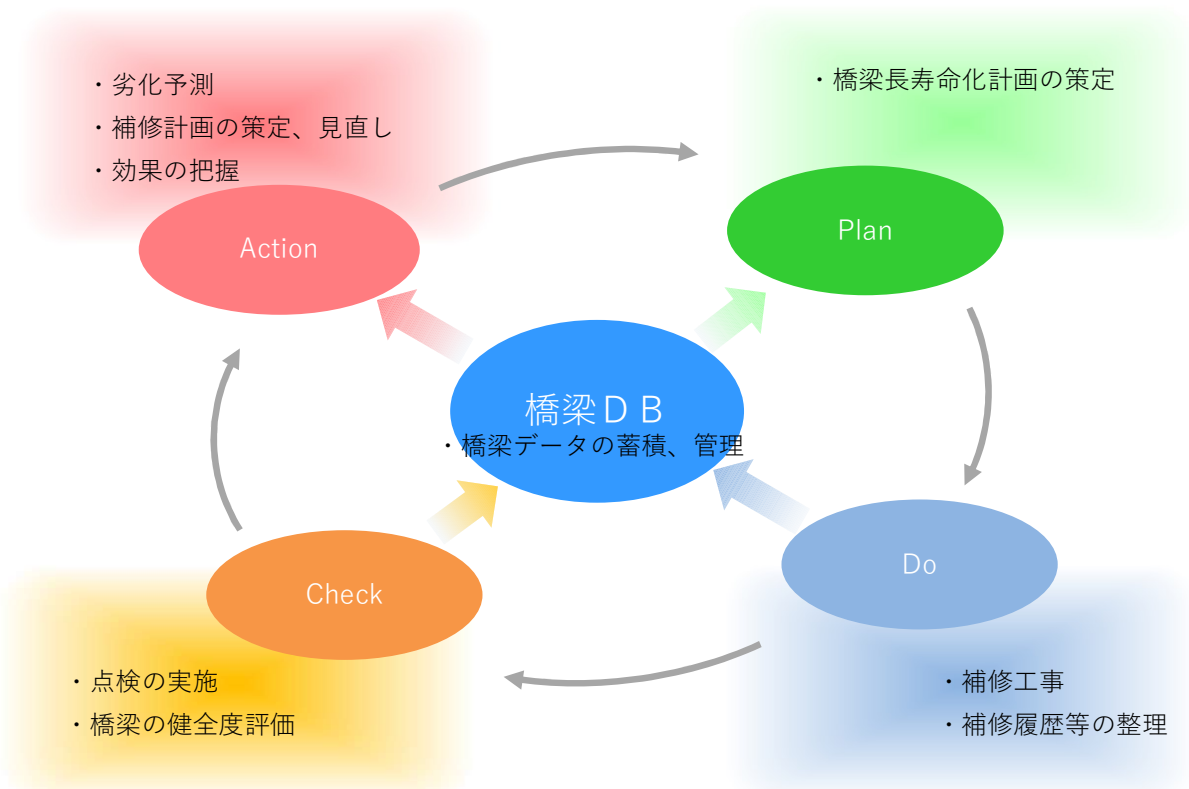 ・劣化予測
・補修計画の策定、見直し
・効果の把握
Action
・橋梁長寿命化計画の策定
Plan
橋梁ＤＢ
・橋梁データの蓄積、管理
Check
・点検の実施
・橋梁の健全度評価
Do
・補修工事
・補修履歴等の整理